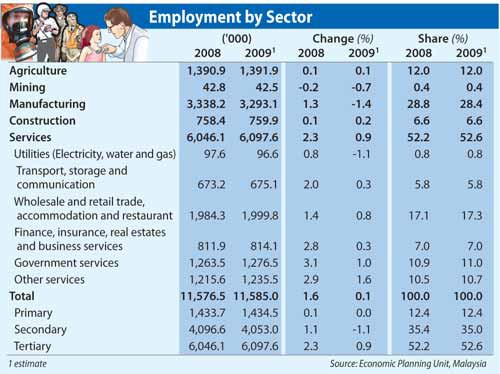 Employment by Sector
('000) Change (%) Share (%)
2008 2009¹ 2008 2009¹ 2008 2009¹
Agriculture 1,390.9 1,391.9 0.1 0.1 12.0 12.0
Mining 42.8 42.5 -0.2 -0.7 0.4 0.4
Manufacturing 3,338.2 3,293.1 1.3 -1.4 28.8 28.4
Construction 758.4 759.9 0.1 0.2 6.6 6.6
Services 6,046.1 6,097.6 2.3 0.9 52.2 52.6
Utilities (Electricity, water and gas) 97.6 96.6 0.8 -1.1 0.8 0.8
Transport, storage and
communication 673.2 675.1 2.0 0.3 5.8 5.8
Wholesale and retail trade,
accommodation and restaurant 1,984.3 1,999.8 1.4 0.8 17.1 17.3
Finance, insurance, real estates
and business services 811.9 814.1 2.8 0.3 7.0 7.0
Government services 1,263.5 1,276.5 3.1 1.0 10.9 11.0
Other services 1,215.6 1,235.5 2.9 1.6 10.5 10.7
Total 11,576.5 11,585.0 1.6 0.1 100.0 100.0
Primary 1,433.7 1,434.5 0.1 0.0 12.4 12.4
Secondary 4,096.6 4,053.0 1.1 -1.1 35.4 35.0
Tertiary 6,046.1 6,097.6 2.3 0.9 52.2 52.6
1 estimate Source: Economic Planning Unit, Malaysia